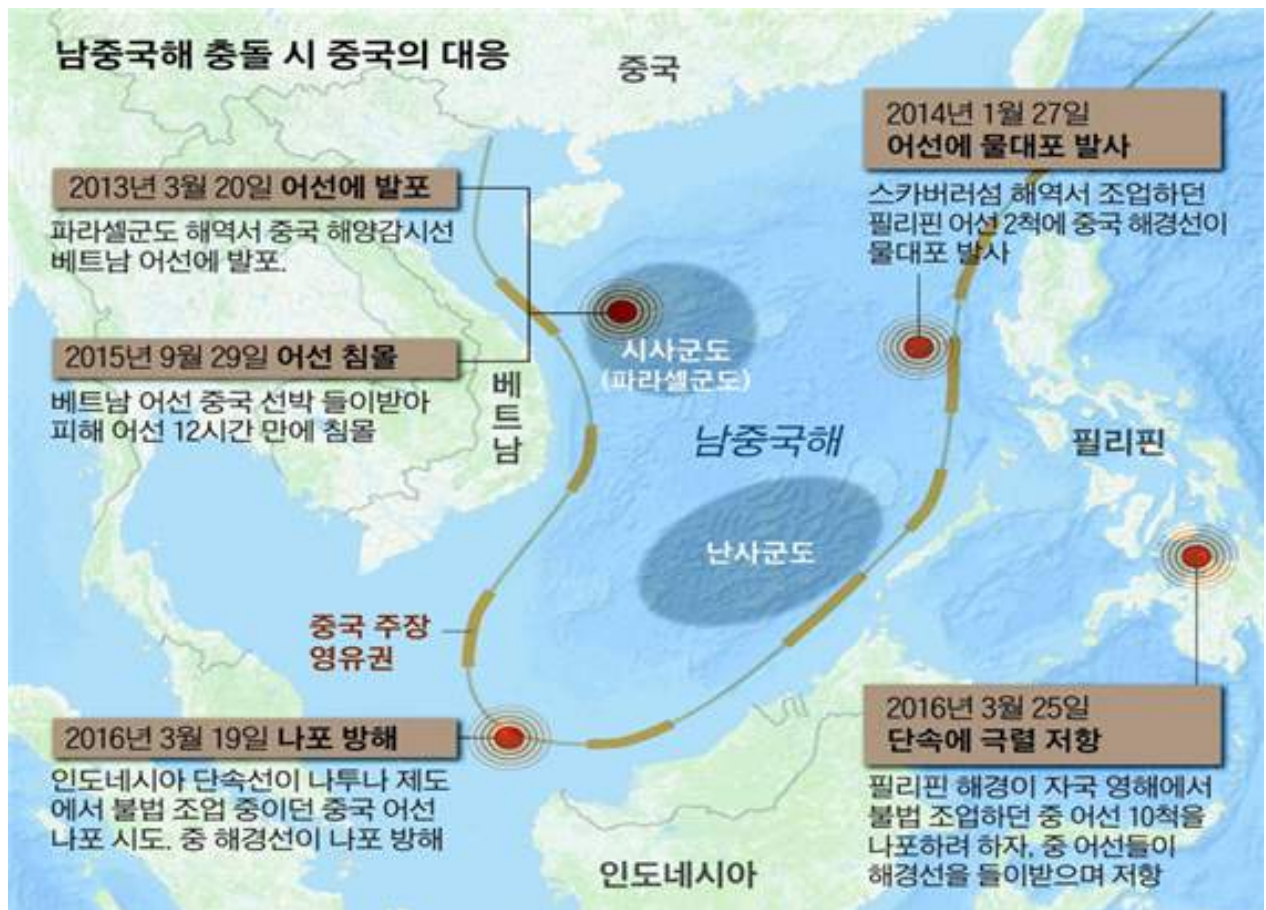 남중국해 충돌 시 중국의 대응
중국
2013년 3월 20일 어선에 발포
파라셀군도 해역서 중국 해양감시선
베트남 어선에 발포.
2015년 9월 29일 어선 침몰
베트남 어선 중국 선박 들이받아
피해 어선 12시간 만에 침몰
2014년 1월 27일
어선에 물대포 발사
스카버러섬 해역서 조업하던
필리핀 어선 2척에 중국 해경선이
물대포 발사
시사군도
(파라셀군도)
베트남
남중국해
필리핀
난사군도
중국 주장
영유권
2016년 3월 19일 나포 방해
인도네시아 단속선이 나투나 제도
에서 불법 조업 중이던 중국 어선
나포 시도. 중 해경선이 나포 방해
2016년 3월 25일
단속에 극렬 저항
필리핀 해경이 자국 영해에서
불법 조업하던 중 어선 10척을
나포하려 하자, 중 어선들이
해경선을 들이받으며 저항
인도네시아